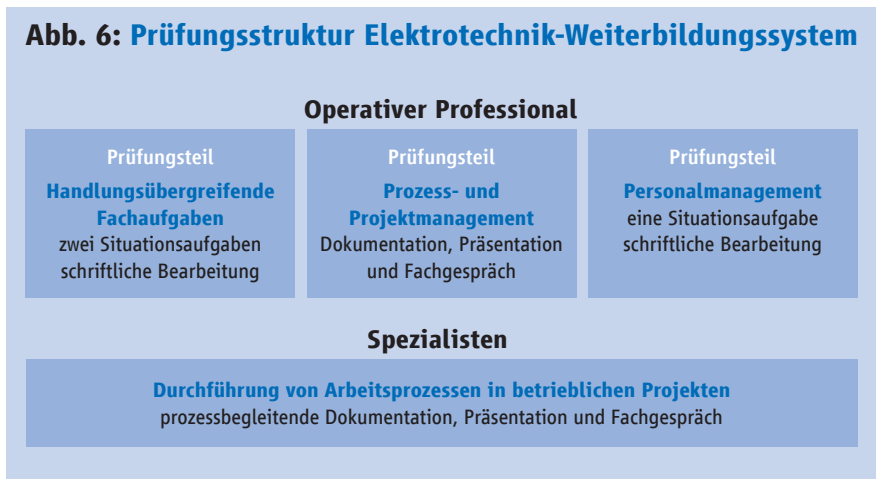 Abb. 6: Prüfungsstruktur Elektrotechnik-Weiterbildungssystem
Operativer Professional
Prüfungsteil
Handlungsübergreifende
Fachaufgaben
zwei Situationsaufgaben
schriftliche Bearbeitung
Prüfungsteil
Prozess- und
Projektmanagement
Dokumentation, Präsentation
und Fachgespräch
Prüfungsteil
Personalmanagement
eine Situationsaufgabe
schriftliche Bearbeitung
Spezialisten
Durchführung von Arbeitsprozessen in betrieblichen Projekten
prozessbegleitende Dokumentation, Präsentation und Fachgespräch